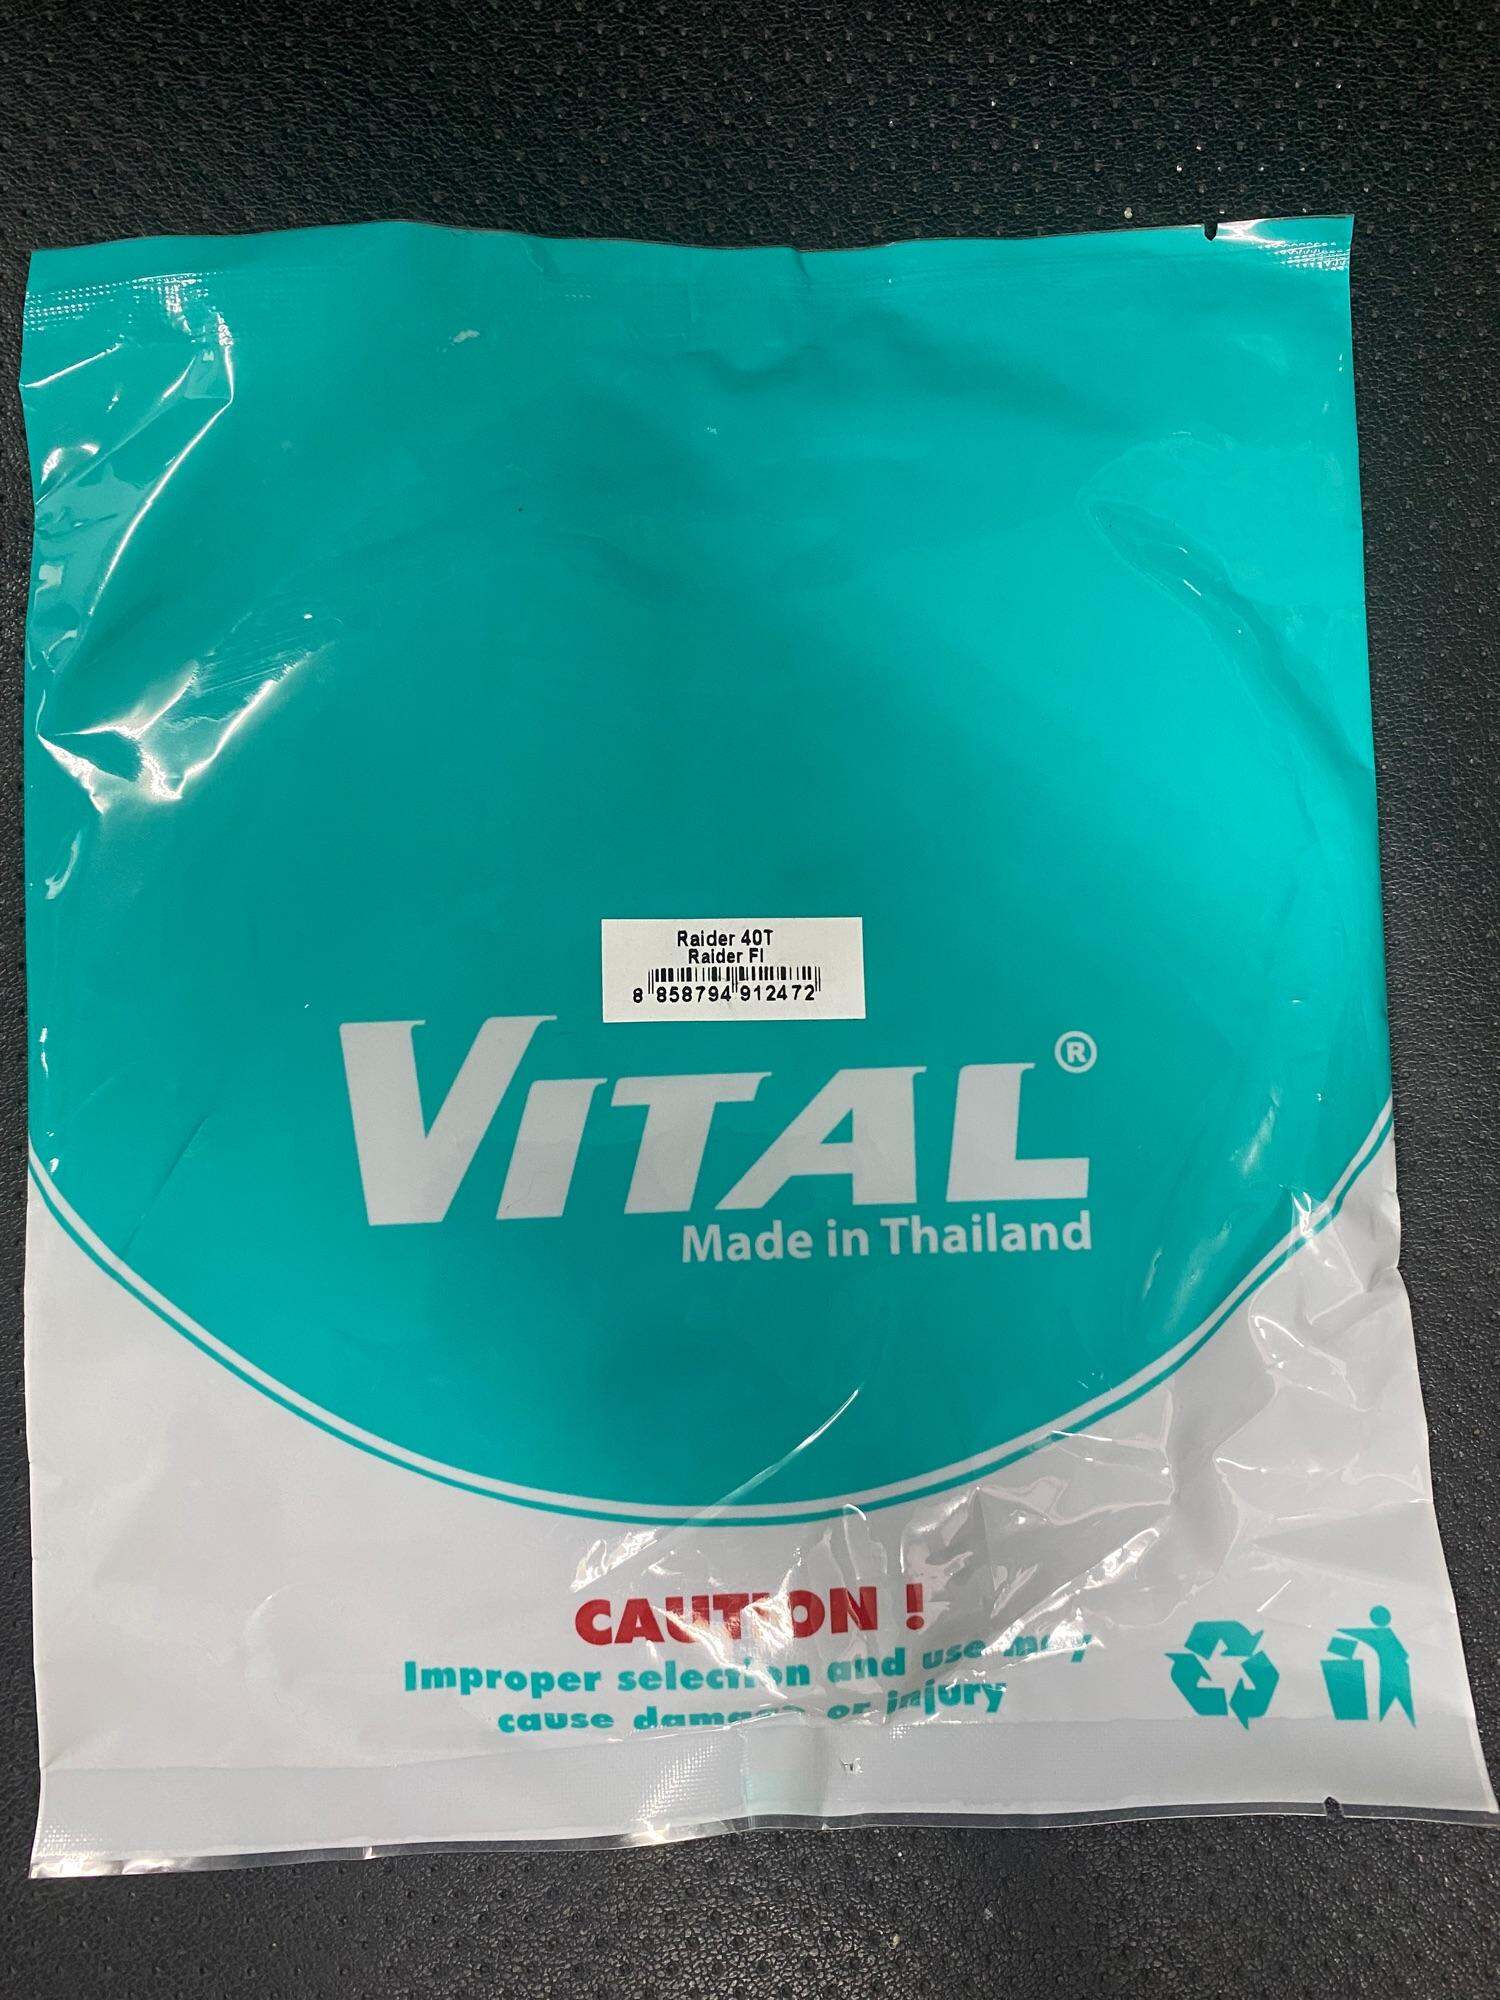 Raider 40T
Raider FI
8 858794 912472
VITAL®
Made in Thailand
CAUTION !
Improper selection and use may
cause damage or injury